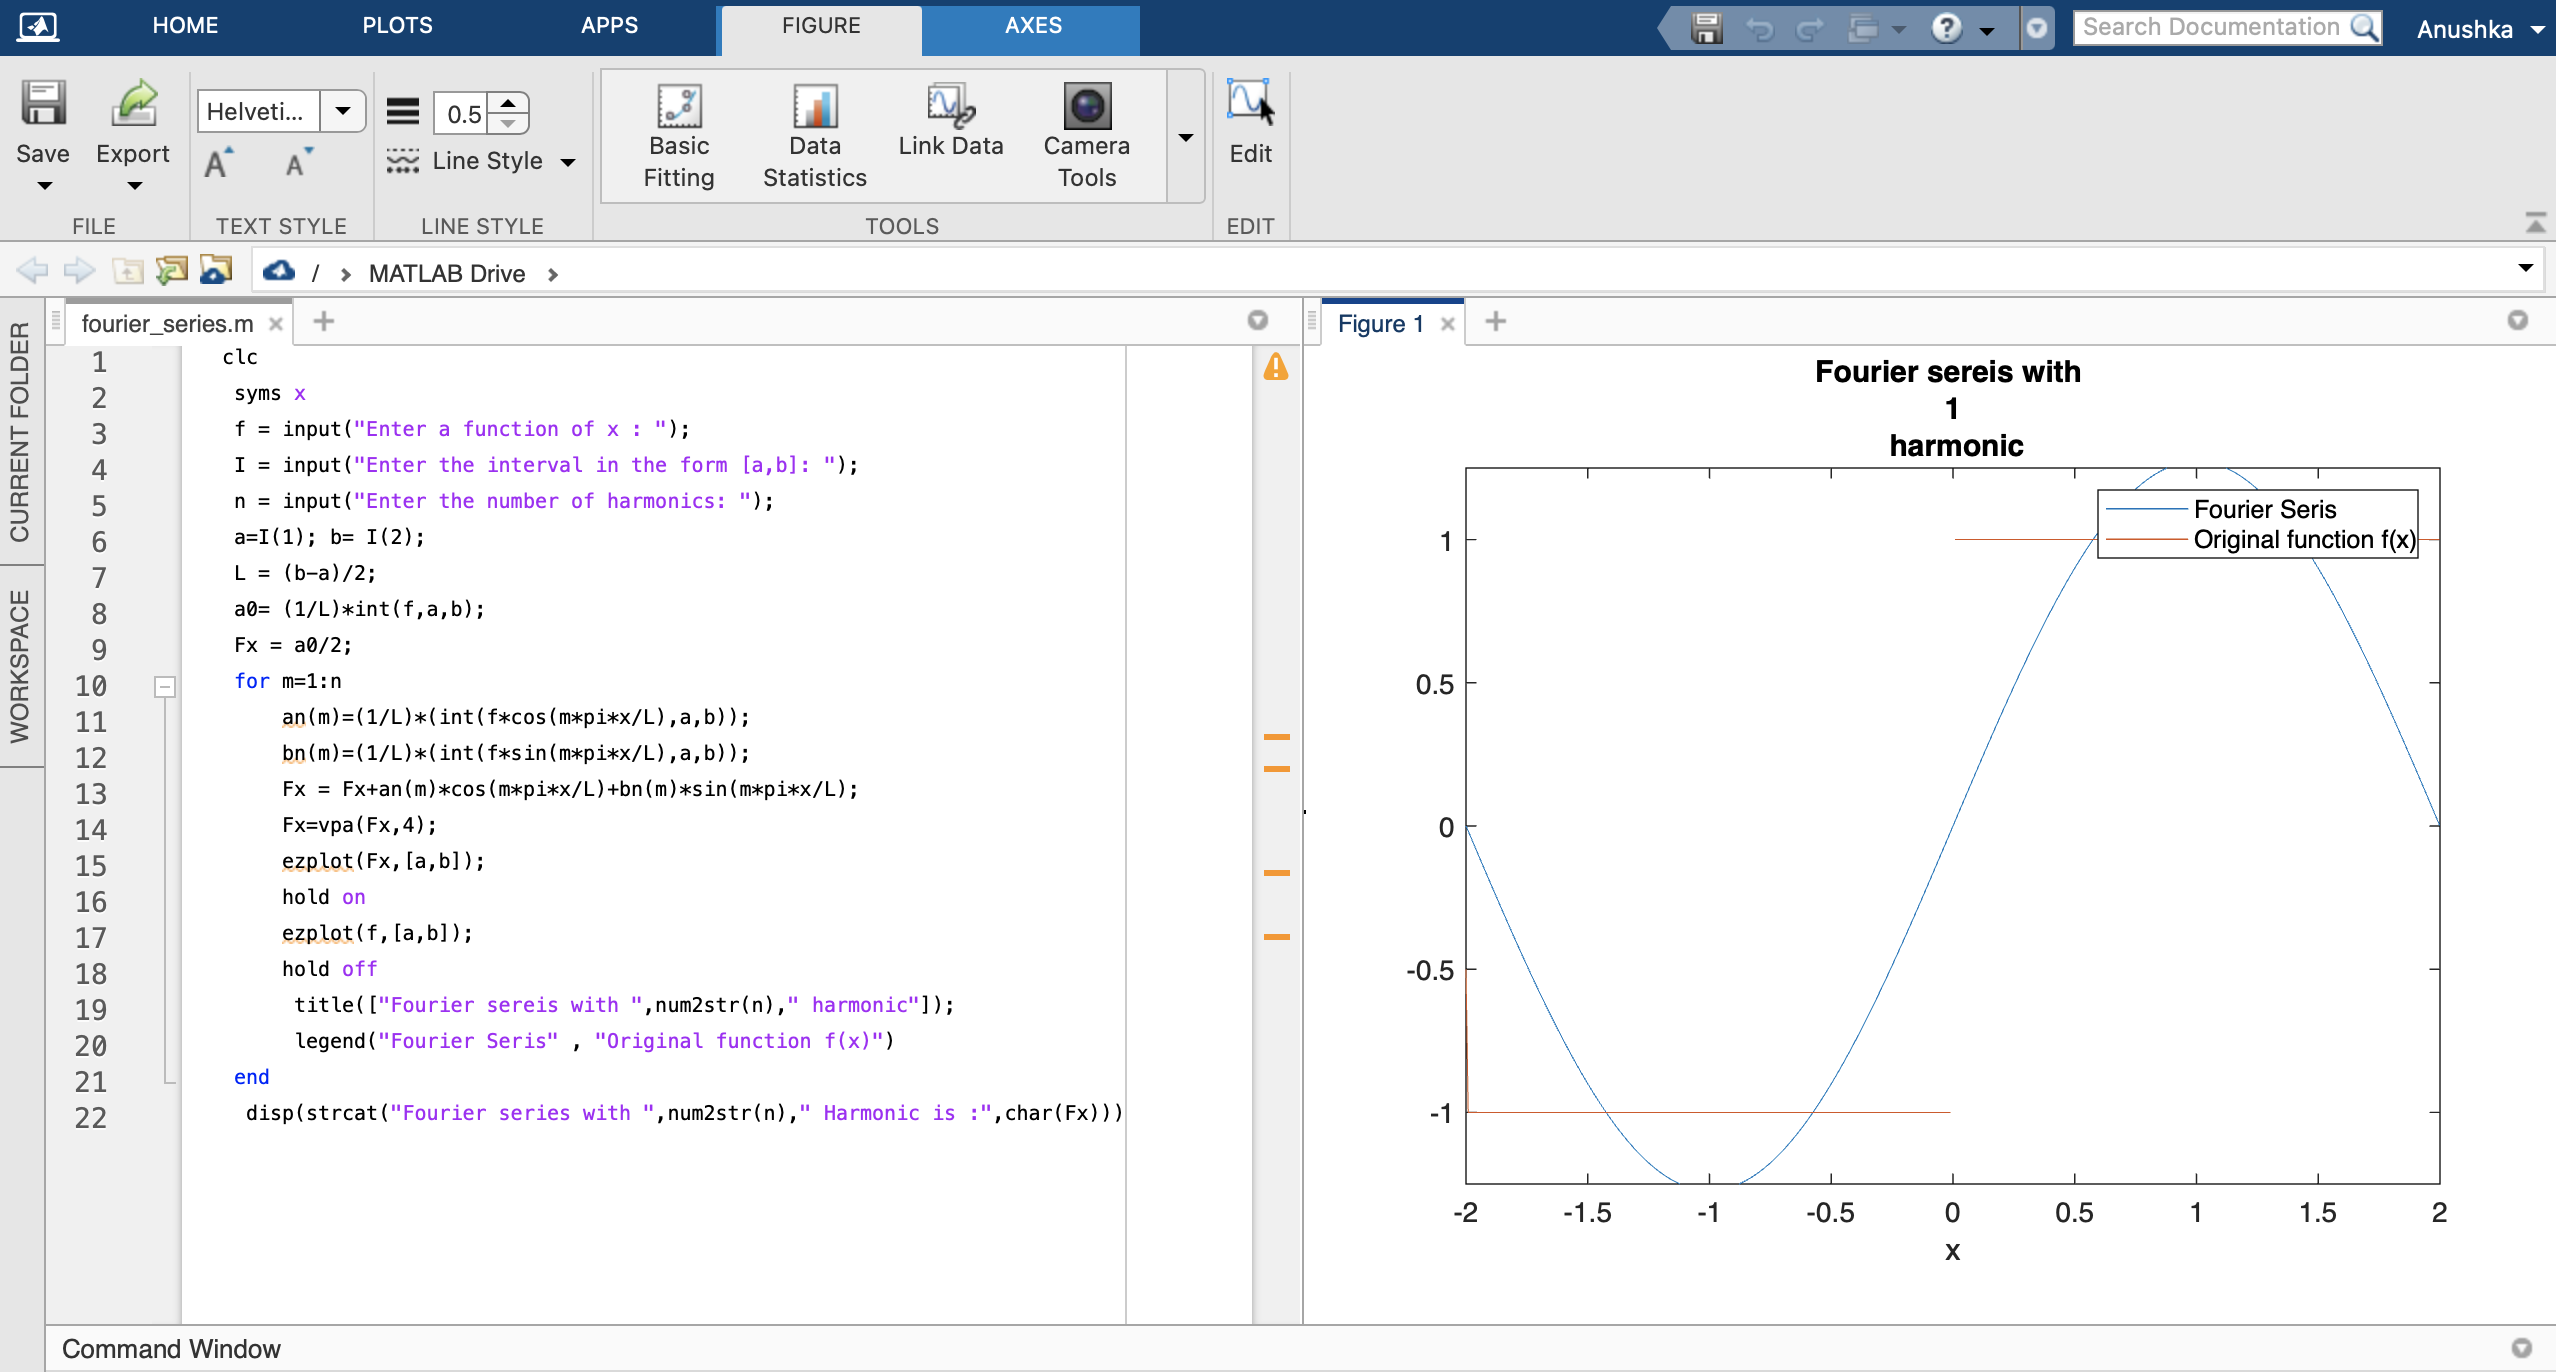 HOME PLOTS APPS FIGURE AXES Search Documentation Anushka
Save Export
Helveti...
0.5
Line Style
Basic Fitting
Data Statistics
Link Data
Camera Tools
Edit
FILE TEXT STYLE LINE STYLE TOOLS EDIT
/ › MATLAB Drive ›
CURRENT FOLDER
WORKSPACE
fourier_series.m × +
1 clc
2 syms x
3 f = input("Enter a function of x : ");
4 I = input("Enter the interval in the form [a,b]: ");
5 n = input("Enter the number of harmonics: ");
6 a=I(1); b= I(2);
7 L = (b-a)/2;
8 a0= (1/L)*int(f,a,b);
9 Fx = a0/2;
10 for m=1:n
11 an(m)=(1/L)*(int(f*cos(m*pi*x/L),a,b));
12 bn(m)=(1/L)*(int(f*sin(m*pi*x/L),a,b));
13 Fx = Fx+an(m)*cos(m*pi*x/L)+bn(m)*sin(m*pi*x/L);
14 Fx=vpa(Fx,4);
15 ezplot(Fx,[a,b]);
16 hold on
17 ezplot(f,[a,b]);
18 hold off
19 title(["Fourier sereis with ",num2str(n)," harmonic"]);
20 legend("Fourier Seris" , "Original function f(x)")
21 end
22 disp(strcat("Fourier series with ",num2str(n)," Harmonic is :",char(Fx)))
Figure 1 × +
Fourier sereis with
1
harmonic
Fourier Seris
Original function f(x)
1
0.5
0
-0.5
-1
-2 -1.5 -1 -0.5 0 0.5 1 1.5 2
x
Command Window